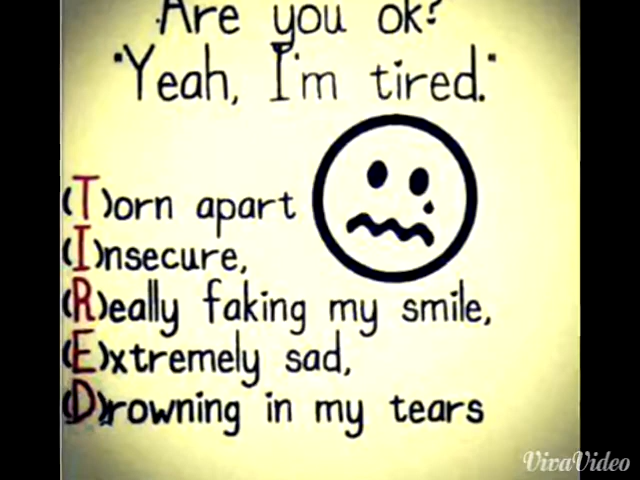 Are you ok?
"Yeah, I'm tired."
(T)orn apart
(I)nsecure,
(R)eally faking my smile,
(E)xtremely sad,
(D)rowning in my tears
VivaVideo